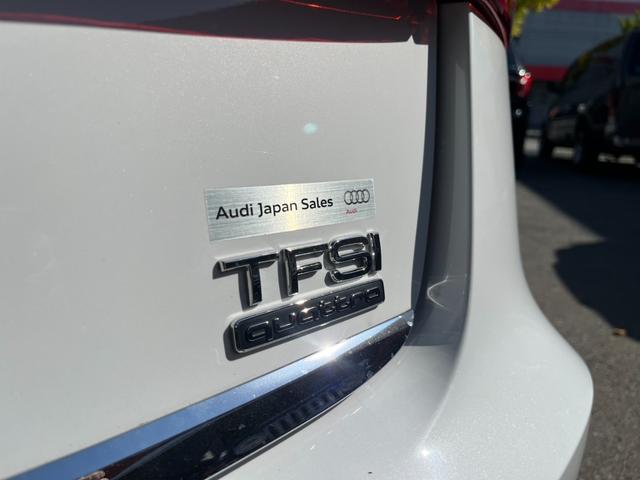 Audi Japan Sales
Audi
TFSI
quattro